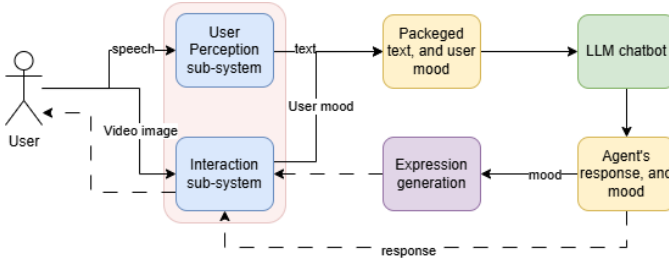 speech
User
Perception
sub-system
text
Packeged
text, and user
mood
LLM chatbot
User
Video image
User mood
Interaction
sub-system
Expression
generation
mood
Agent's
response, and
mood
response